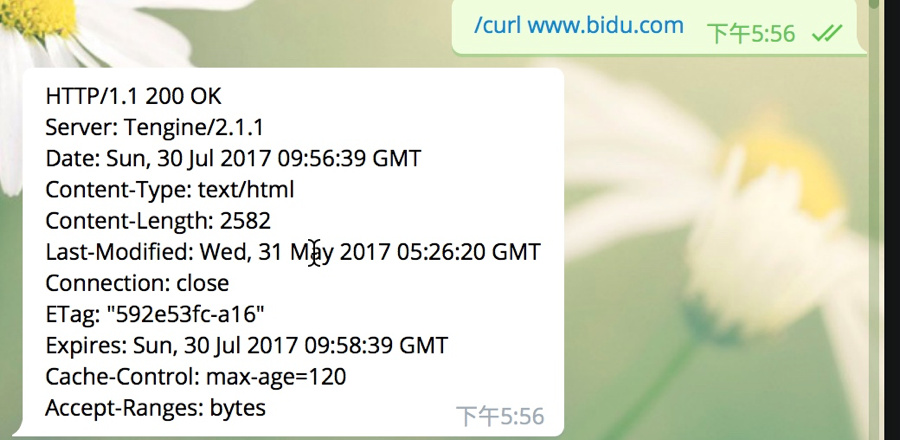 /curl www.bidu.com 下午5:56
HTTP/1.1 200 OK
Server: Tengine/2.1.1
Date: Sun, 30 Jul 2017 09:56:39 GMT
Content-Type: text/html
Content-Length: 2582
Last-Modified: Wed, 31 May 2017 05:26:20 GMT
Connection: close
ETag: "592e53fc-a16"
Expires: Sun, 30 Jul 2017 09:58:39 GMT
Cache-Control: max-age=120
Accept-Ranges: bytes
下午5:56